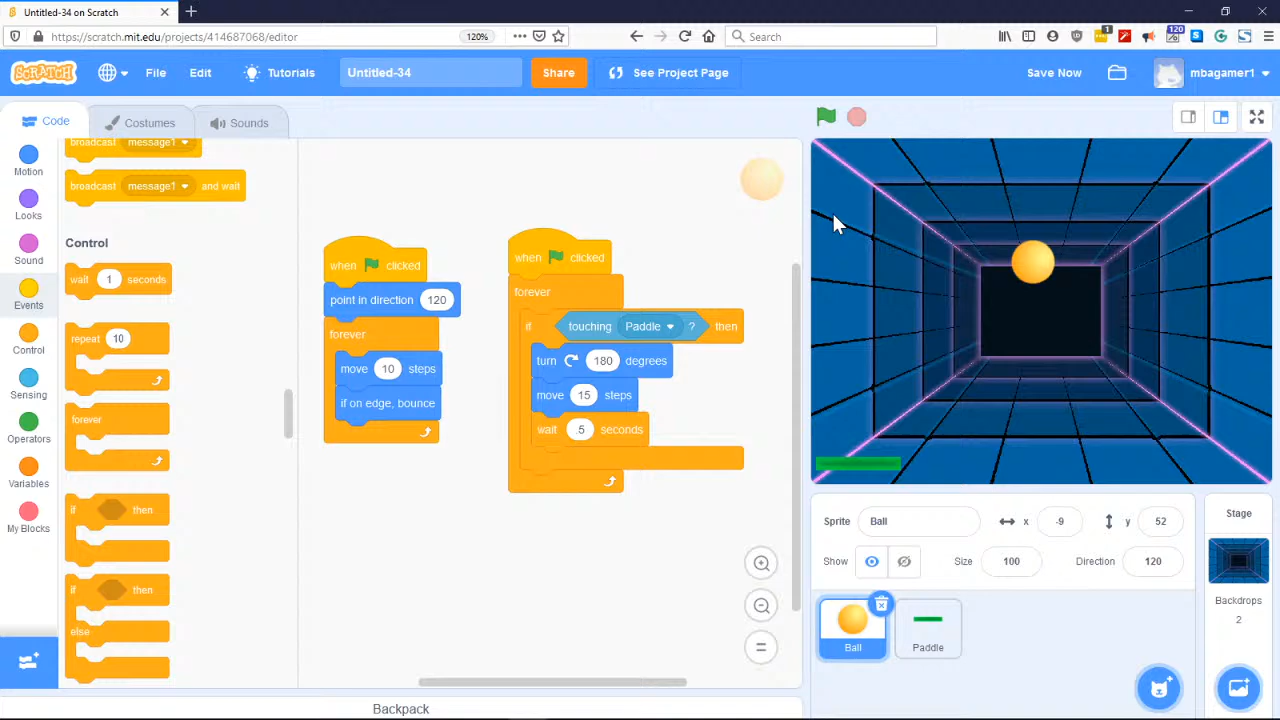 Untitled-34 on Scratch
https://scratch.mit.edu/projects/414687068/editor
120%
Search
1
120
SCRATCH
File
Edit
Tutorials
Untitled-34
Share
See Project Page
Save Now
mbagamer1
Code
Costumes
Sounds
Motion
Looks
Sound
Events
Control
Sensing
Operators
Variables
My Blocks
broadcast message1
broadcast message1 and wait
Control
wait 1 seconds
repeat 10
forever
if then
if then
else
when clicked
point in direction 120
forever
move 10 steps
if on edge, bounce
when clicked
forever
if touching Paddle ? then
turn 180 degrees
move 15 steps
wait .5 seconds
Sprite Ball x -9 y 52
Show Size 100 Direction 120
Ball
Paddle
Stage
Backdrops
2
Backpack